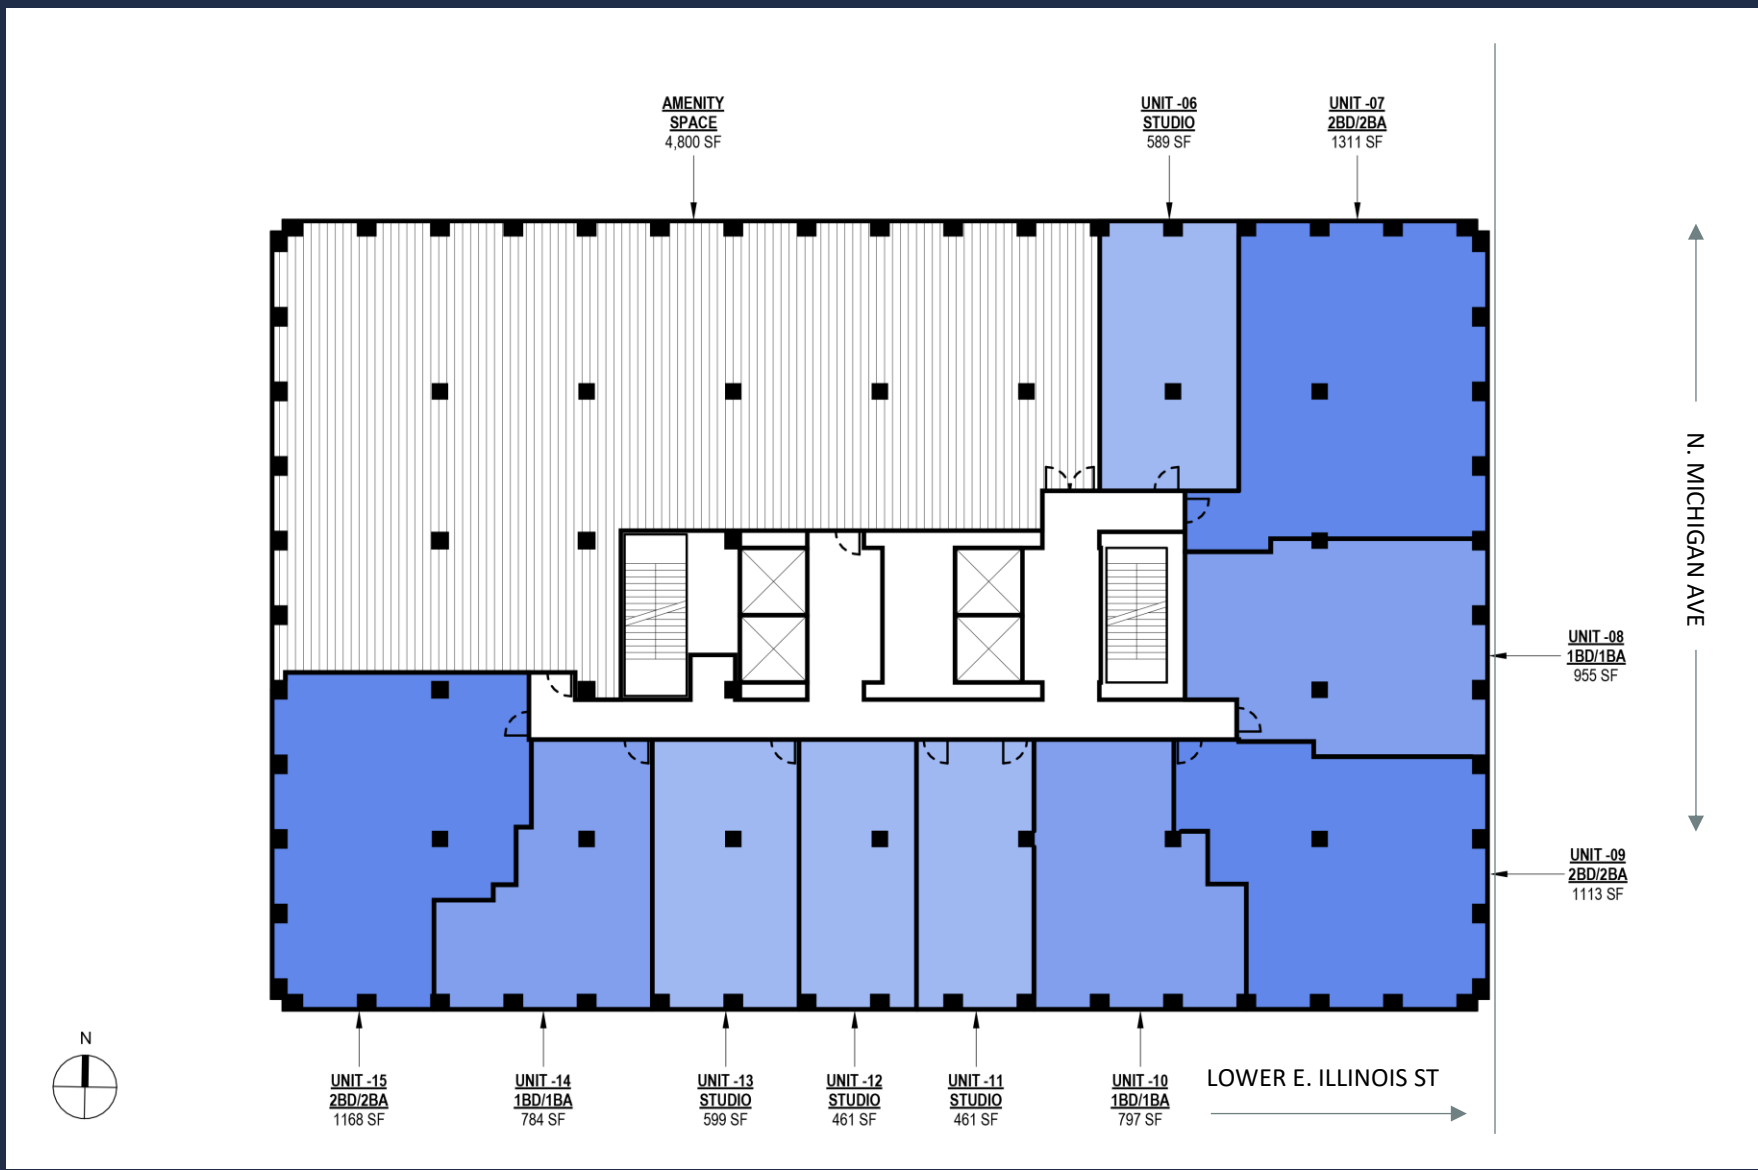 AMENITY
SPACE
4,800 SF
UNIT -06
STUDIO
589 SF
UNIT -07
2BD/2BA
1311 SF
N. MICHIGAN AVE
UNIT -08
1BD/1BA
955 SF
UNIT -09
2BD/2BA
1113 SF
N
UNIT -15
2BD/2BA
1168 SF
UNIT -14
1BD/1BA
784 SF
UNIT -13
STUDIO
599 SF
UNIT -12
STUDIO
461 SF
UNIT -11
STUDIO
461 SF
UNIT -10
1BD/1BA
797 SF
LOWER E. ILLINOIS ST